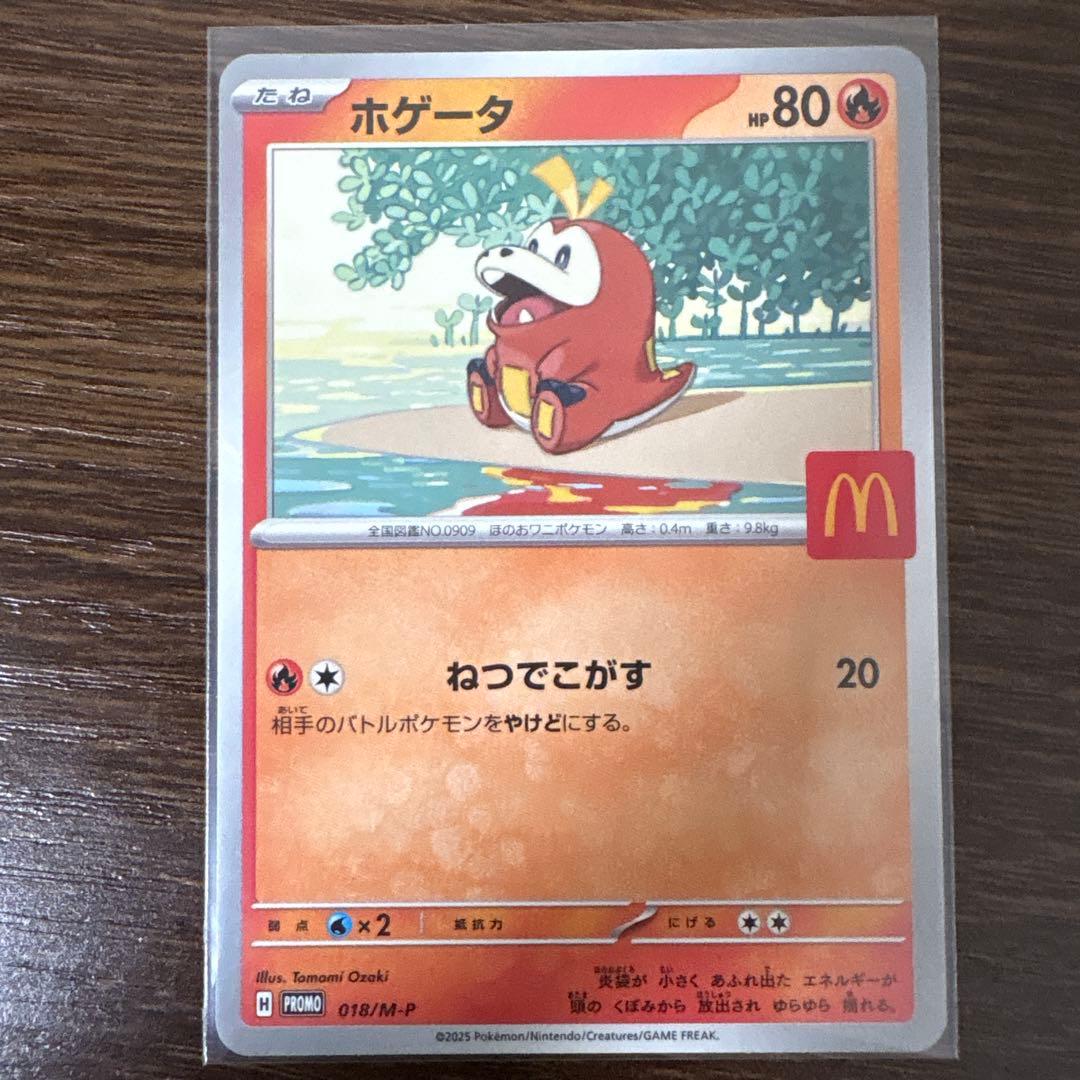 たね
ホゲータ
HP 80
全国図鑑NO.0909 ほのおワニポケモン 高さ：0.4m 重さ：9.8kg
M
ねつでこがす 20
相手のバトルポケモンをやけどにする。
弱点 ×2 抵抗力 にげる
Illus. Tomomi Ozaki
炎袋が 小さく あふれ出た エネルギーが
頭の くぼみから 放出され ゆらゆら 揺れる。
H PROMO 018/M-P
©2025 Pokémon/Nintendo/Creatures/GAME FREAK.